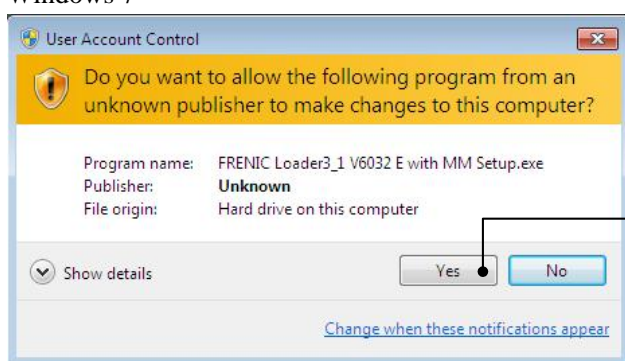 Windows 7
User Account Control
Do you want to allow the following program from an
unknown publisher to make changes to this computer?
Program name: FRENIC Loader3_1 V6032 E with MM Setup.exe
Publisher: Unknown
File origin: Hard drive on this computer
Show details
Yes
No
Change when these notifications appear